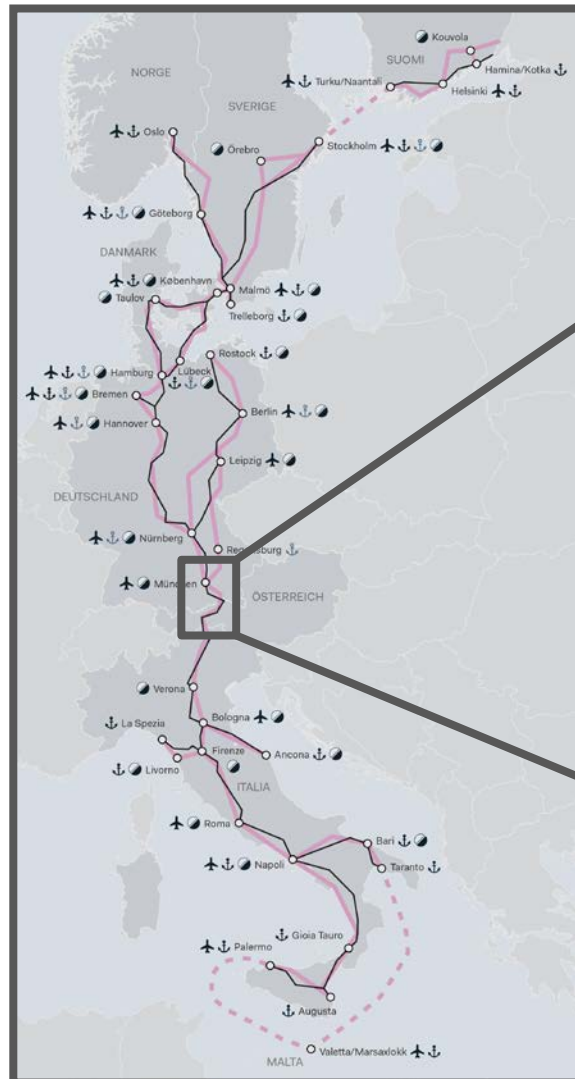 Kouvola
SUOMI
NORGE
Hamina/Kotka
Turku/Naantali
Helsinki
SVERIGE
Oslo
Örebro
Stockholm
Göteborg
DANMARK
København
Malmö
Taulov
Trelleborg
Rostock
Hamburg
Lübeck
Bremen
Berlin
Hannover
Leipzig
DEUTSCHLAND
Nürnberg
Regensburg
München
ÖSTERREICH
Verona
La Spezia
Bologna
Firenze
Ancona
Livorno
ITALIA
Roma
Bari
Napoli
Taranto
Gioia Tauro
Palermo
Augusta
Valetta/Marsaxlokk
MALTA